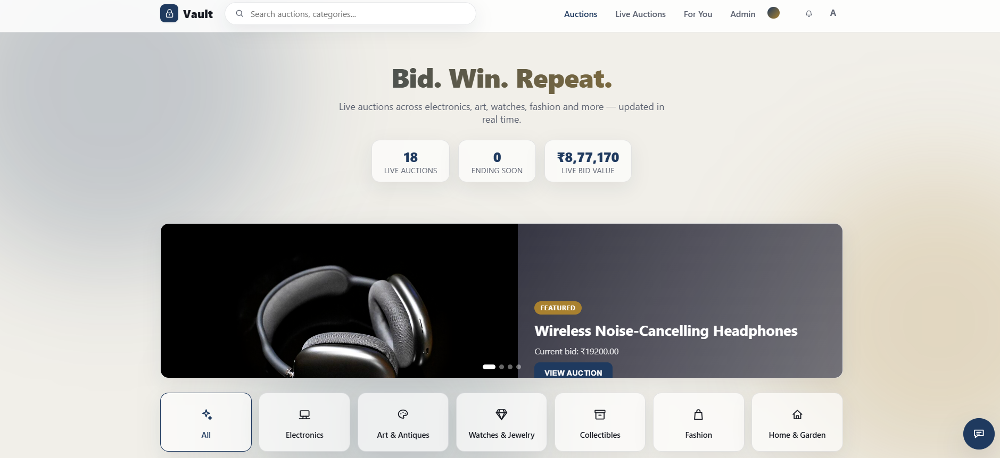 Vault
Search auctions, categories...
Auctions
Live Auctions
For You
Admin
A
Bid. Win. Repeat.
Live auctions across electronics, art, watches, fashion and more — updated in
real time.
18
LIVE AUCTIONS
0
ENDING SOON
₹8,77,170
LIVE BID VALUE
FEATURED
Wireless Noise-Cancelling Headphones
Current bid: ₹19200.00
VIEW AUCTION
All
Electronics
Art & Antiques
Watches & Jewelry
Collectibles
Fashion
Home & Garden